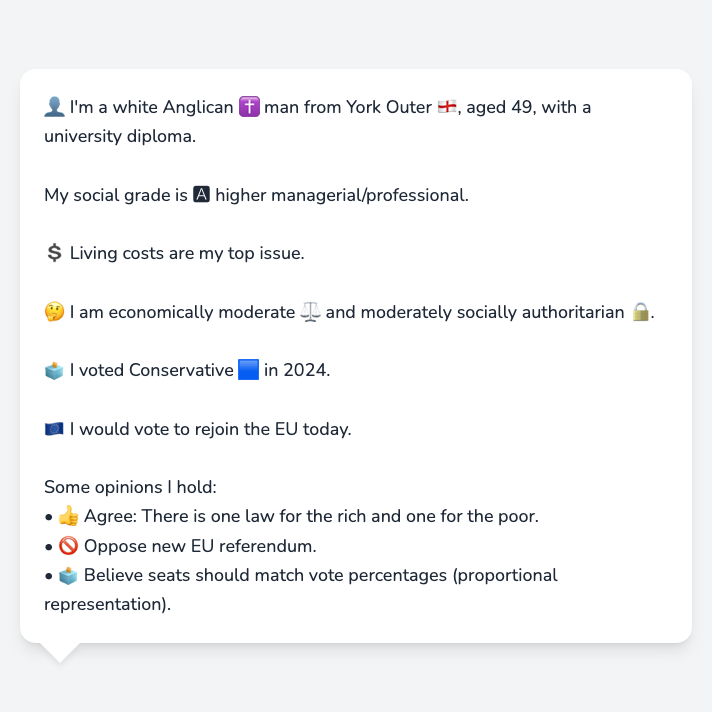 👤 I'm a white Anglican ✝️ man from York Outer 🏴󠁧󠁢󠁥󠁮󠁧󠁿, aged 49, with a
university diploma.
My social grade is 🅰 higher managerial/professional.
💲 Living costs are my top issue.
🤔 I am economically moderate ⚖️ and moderately socially authoritarian 🔒.
🗳️ I voted Conservative 🟦 in 2024.
🇪🇺 I would vote to rejoin the EU today.
Some opinions I hold:
• 👍 Agree: There is one law for the rich and one for the poor.
• 🚫 Oppose new EU referendum.
• 🗳️ Believe seats should match vote percentages (proportional
representation).